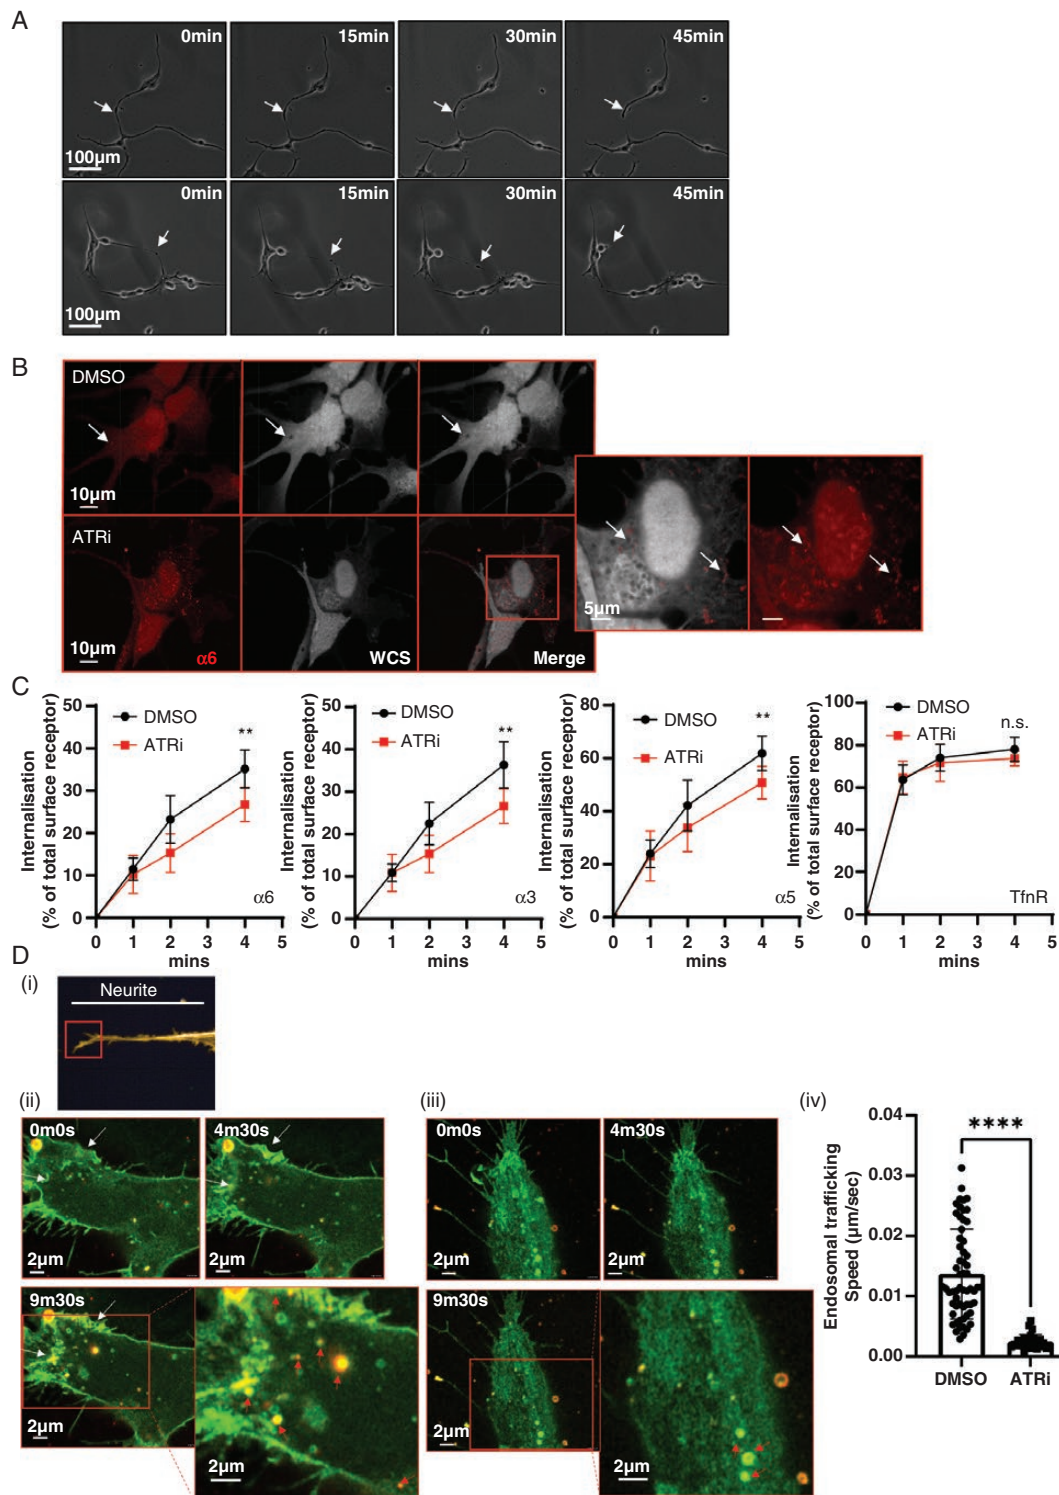 A
0min
15min
30min
45min
100µm
0min
15min
30min
45min
100µm
B
DMSO
10µm
ATRi
10µm
α6
WCS
Merge
5µm
C
Internalisation
(% of total surface receptor)
50
40
30
20
10
0
0 1 2 3 4 5
mins
DMSO
ATRi
**
α6
Internalisation
(% of total surface receptor)
50
40
30
20
10
0
0 1 2 3 4 5
mins
DMSO
ATRi
**
α3
Internalisation
(% of total surface receptor)
80
60
40
20
0
0 1 2 3 4 5
mins
DMSO
ATRi
**
α5
Internalisation
(% of total surface receptor)
100
80
60
40
20
0
0 1 2 3 4 5
mins
DMSO
ATRi
n.s.
TfnR
D
(i)
Neurite
(ii)
0m0s
2µm
4m30s
2µm
9m30s
2µm
2µm
(iii)
0m0s
2µm
4m30s
2µm
9m30s
2µm
2µm
(iv)
Endosomal trafficking
Speed (µm/sec)
0.04
0.03
0.02
0.01
0.00
****
DMSO
ATRi